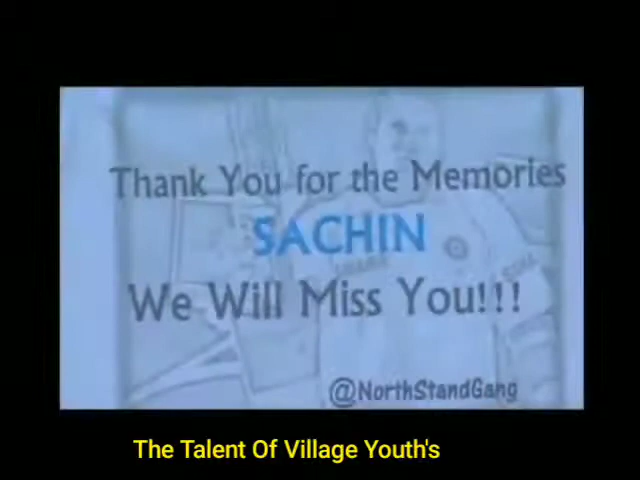 Thank You for the Memories
SACHIN
We Will Miss You!!!
@NorthStandGang
The Talent Of Village Youth's